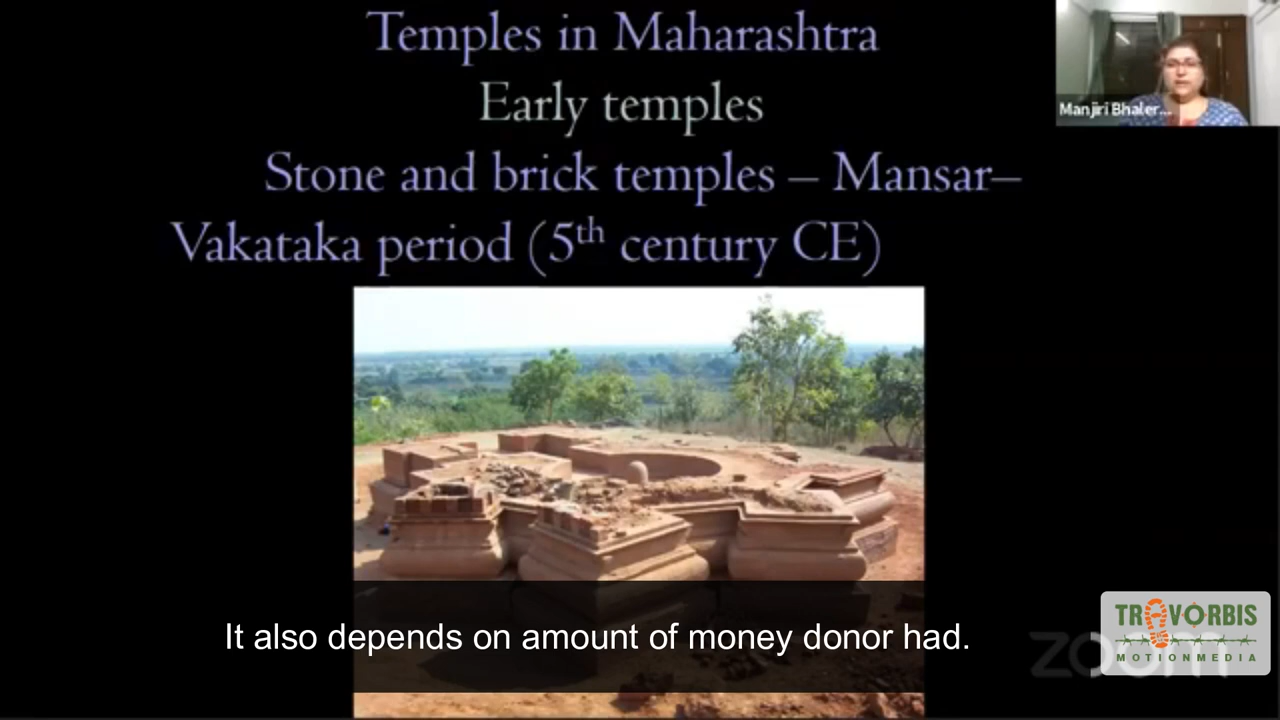 Temples in Maharashtra
Early temples
Stone and brick temples – Mansar–
Vakataka period (5th century CE)
Manjiri Bhaler...
It also depends on amount of money donor had.
zoom
TRAVORBIS
MOTIONMEDIA